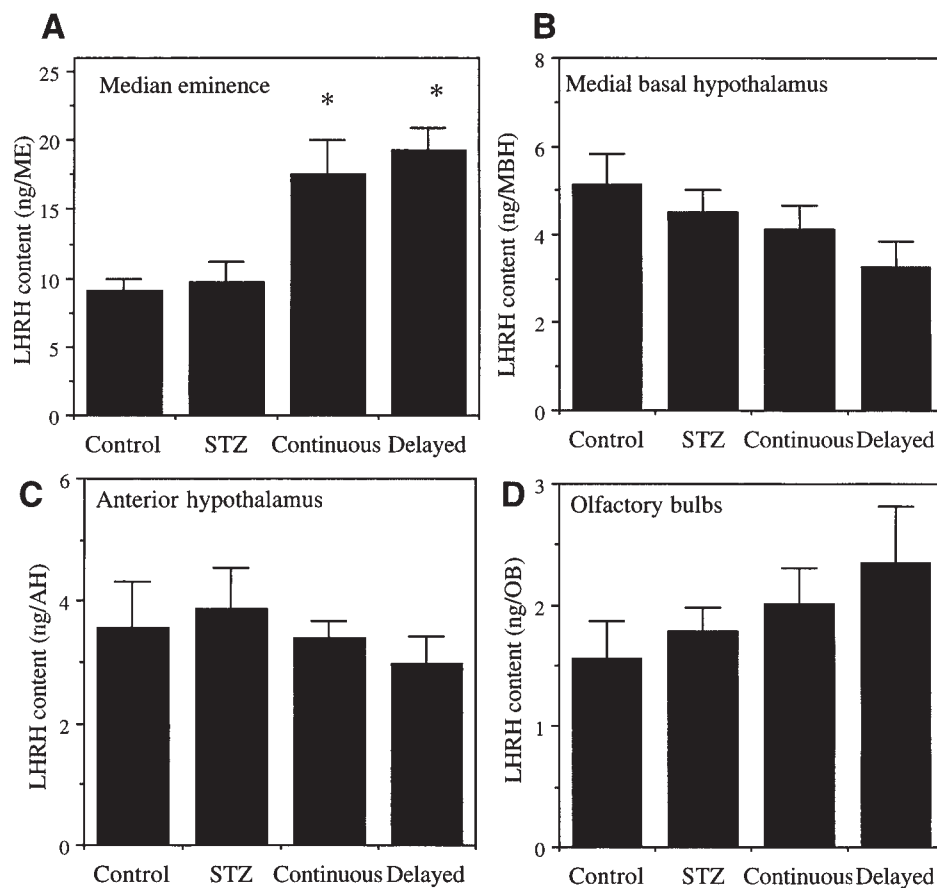 A
Median eminence
* *
LHRH content (ng/ME)
25
20
15
10
5
0
Control STZ Continuous Delayed
B
Medial basal hypothalamus
LHRH content (ng/MBH)
8
6
4
2
0
Control STZ Continuous Delayed
C
Anterior hypothalamus
LHRH content (ng/AH)
6
4
2
0
Control STZ Continuous Delayed
D
Olfactory bulbs
LHRH content (ng/OB)
3
2
1
0
Control STZ Continuous Delayed